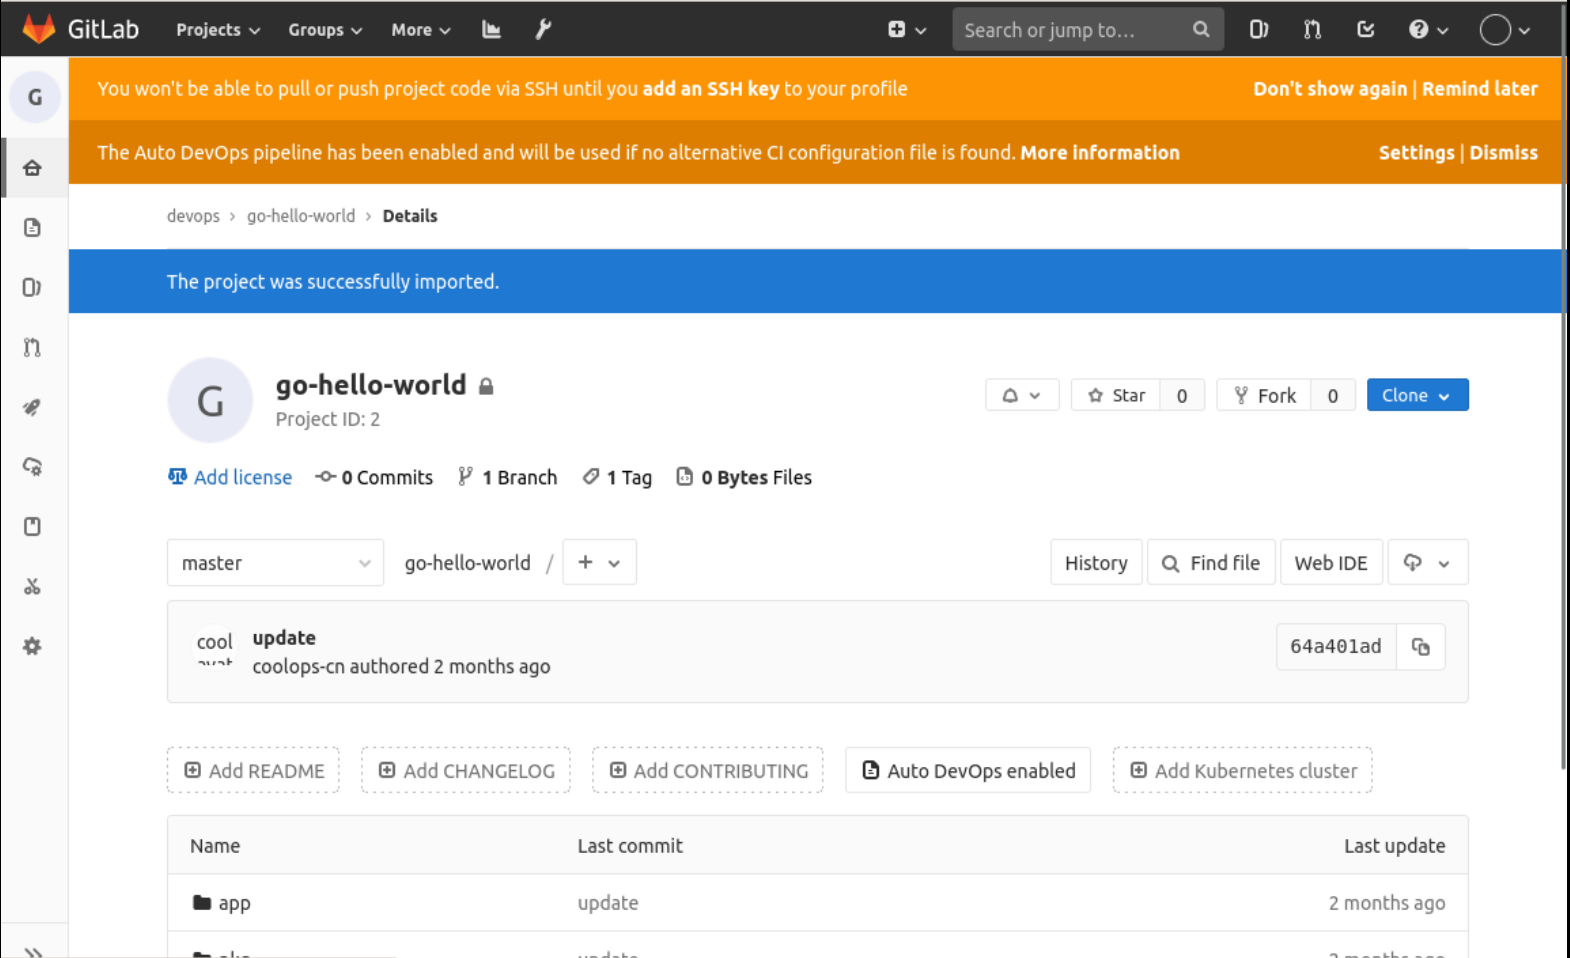 GitLab Projects Groups More Search or jump to...
G
You won't be able to pull or push project code via SSH until you add an SSH key to your profile Don't show again | Remind later
The Auto DevOps pipeline has been enabled and will be used if no alternative CI configuration file is found. More information Settings | Dismiss
devops › go-hello-world › Details
The project was successfully imported.
G
go-hello-world
Project ID: 2
Star 0 Fork 0 Clone
Add license 0 Commits 1 Branch 1 Tag 0 Bytes Files
master go-hello-world / + History Find file Web IDE
cool
update
coolops-cn authored 2 months ago
64a401ad
Add README Add CHANGELOG Add CONTRIBUTING Auto DevOps enabled Add Kubernetes cluster
Name Last commit Last update
app update 2 months ago